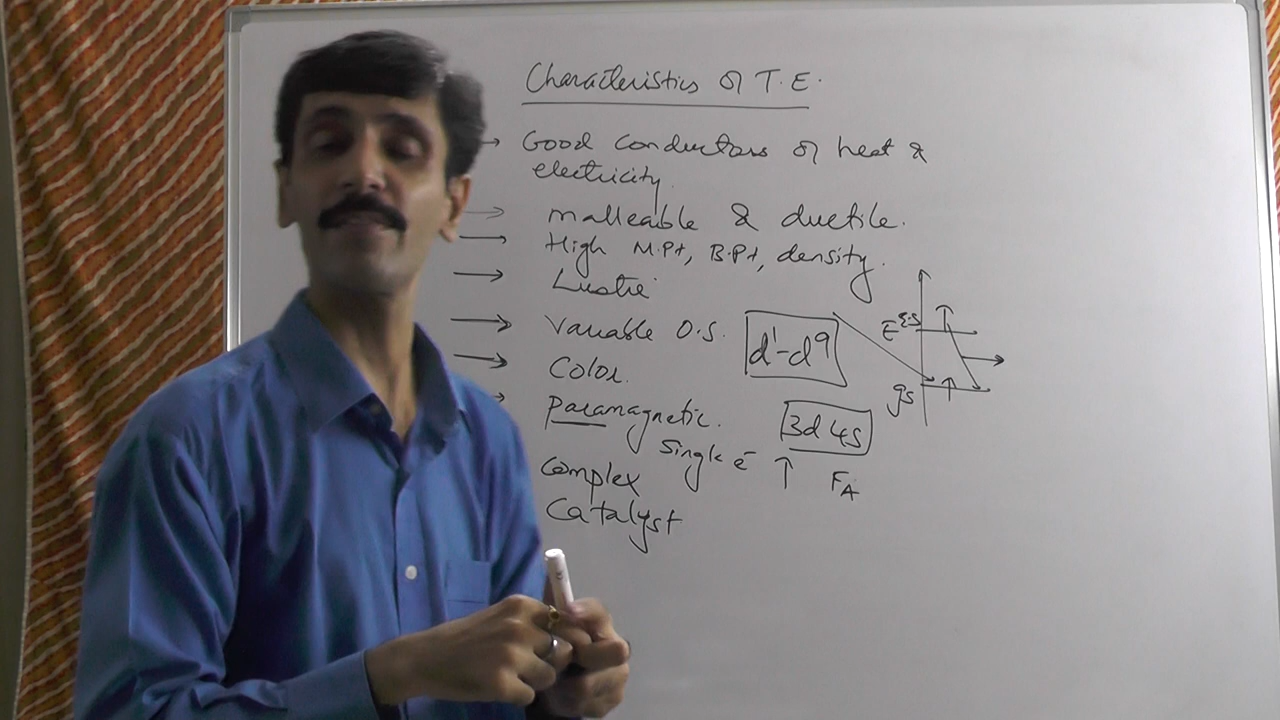 Characteristics of T.E.
→ Good conductors of heat &
electricity.
→ malleable & ductile.
→ High M.Pt, B.Pt, density.
→ Lustre
→ Variable O.S. d¹-d⁹
→ Color.
→ Paramagnetic. 3d 4s
Single e⁻ ↑
Complex
Catalyst
E ES
gs
FA